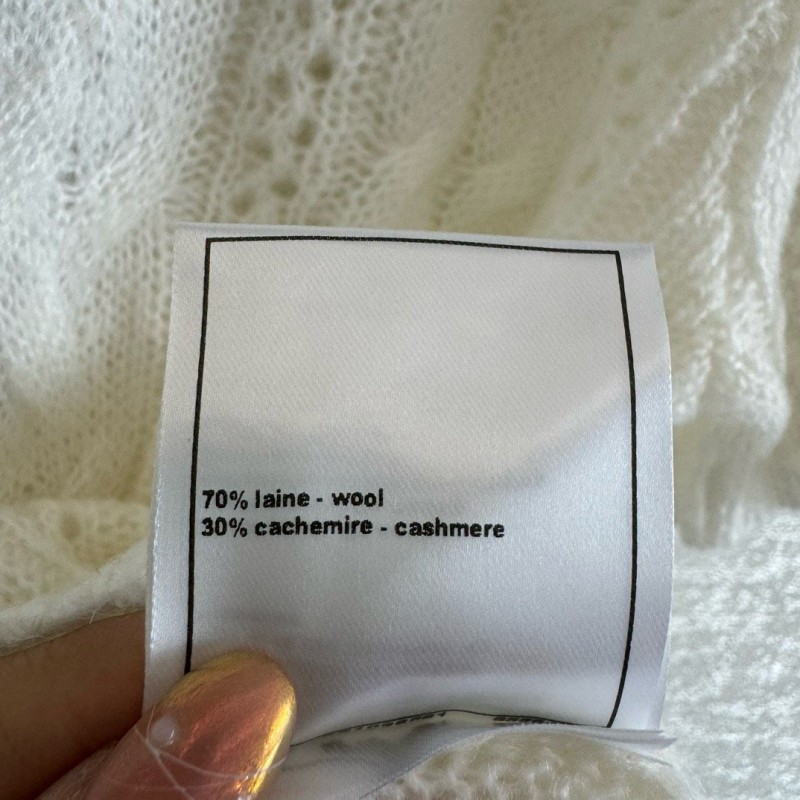 70% laine - wool
30% cachemire - cashmere